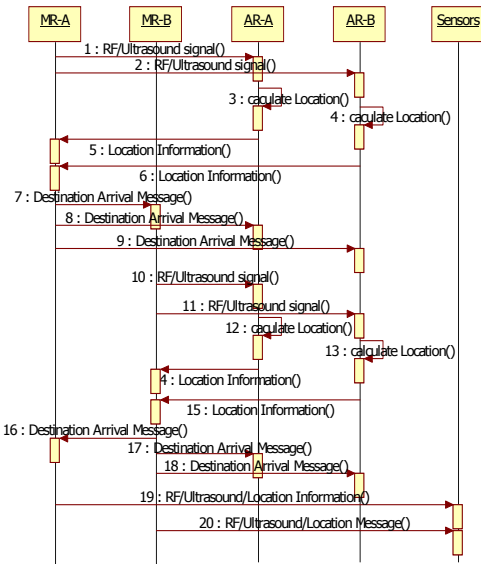 MR-A
MR-B
AR-A
AR-B
Sensors
1 : RF/Ultrasound signal()
2 : RF/Ultrasound signal()
3 : caculate Location()
4 : caculate Location()
5 : Location Information()
6 : Location Information()
7 : Destination Arrival Message()
8 : Destination Arrival Message()
9 : Destination Arrival Message()
10 : RF/Ultrasound signal()
11 : RF/Ultrasound signal()
12 : caculate Location()
13 : calculate Location()
4 : Location Information()
15 : Location Information()
16 : Destination Arrival Message()
17 : Destination Arrival Message()
18 : Destination Arrival Message()
19 : RF/Ultrasound/Location Information()
20 : RF/Ultrasound/Location Message()